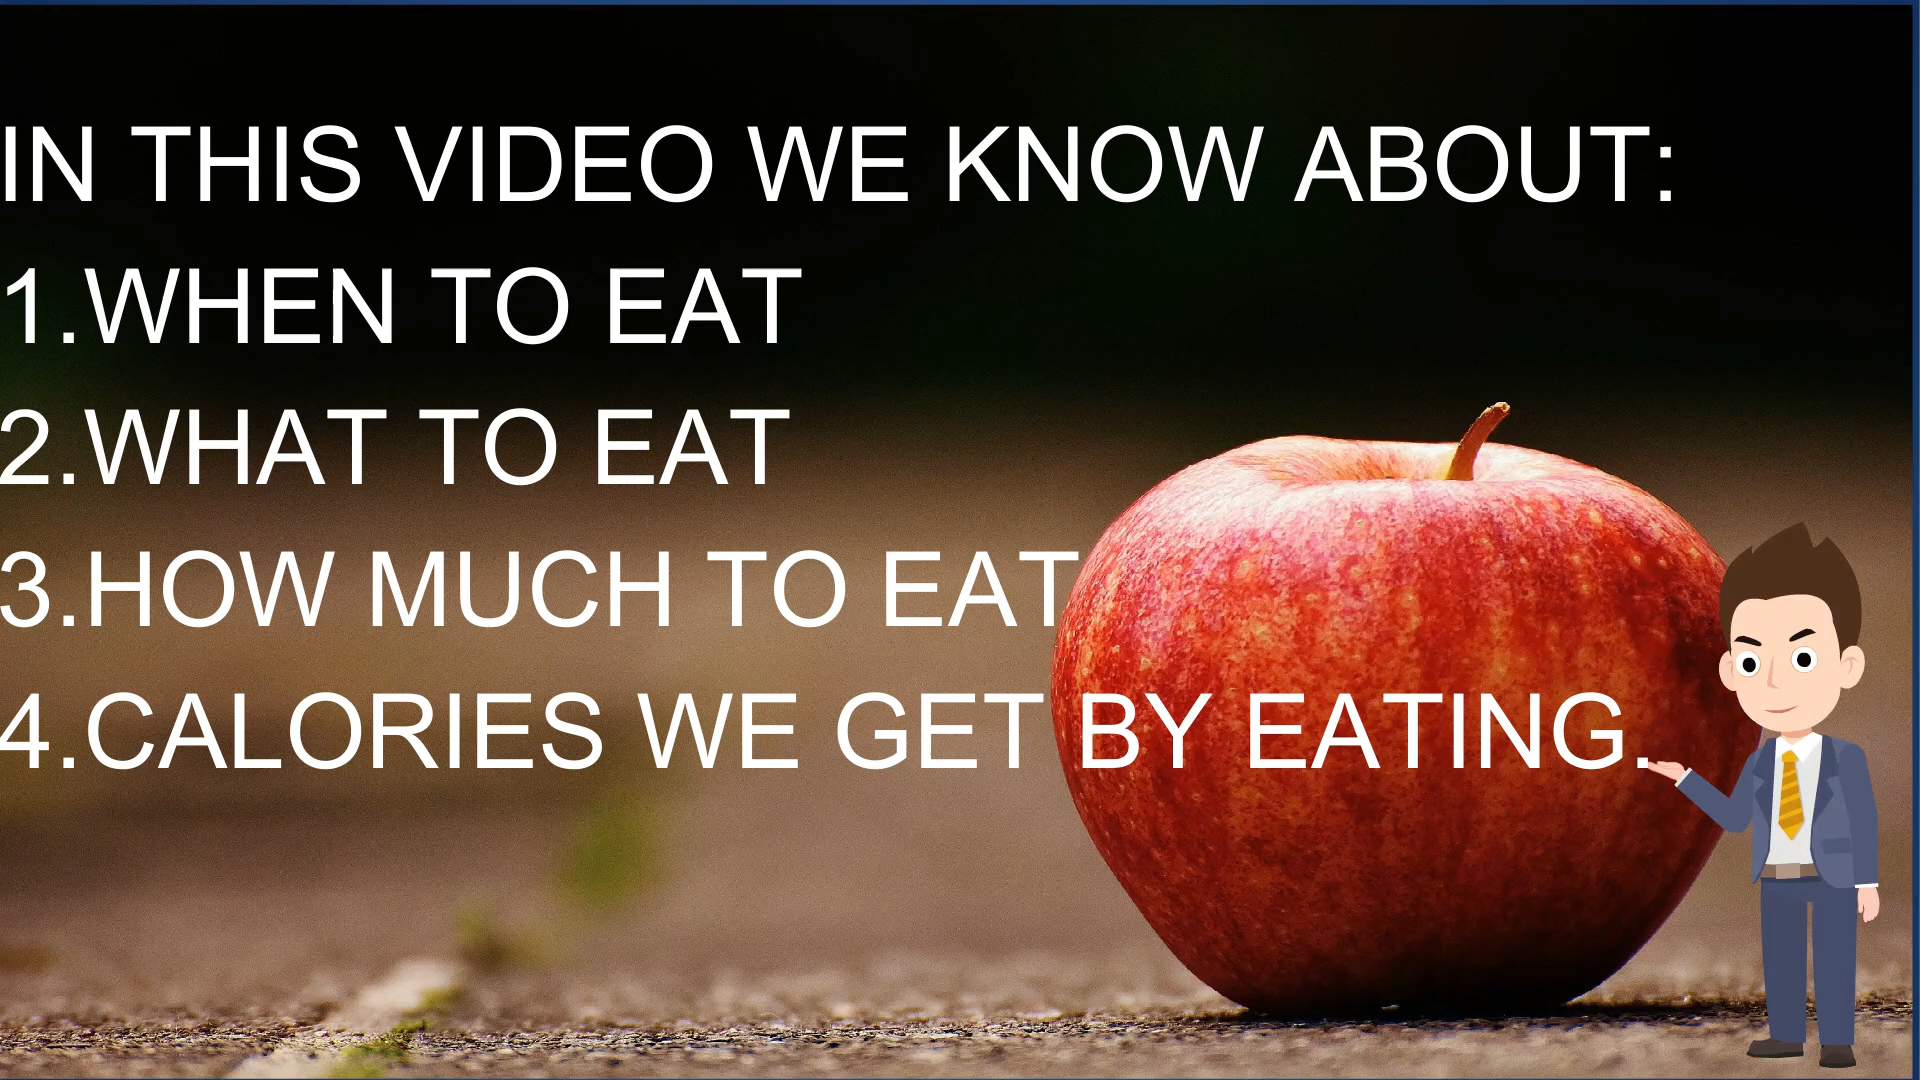 IN THIS VIDEO WE KNOW ABOUT:
1.WHEN TO EAT
2.WHAT TO EAT
3.HOW MUCH TO EAT
4.CALORIES WE GET BY EATING.